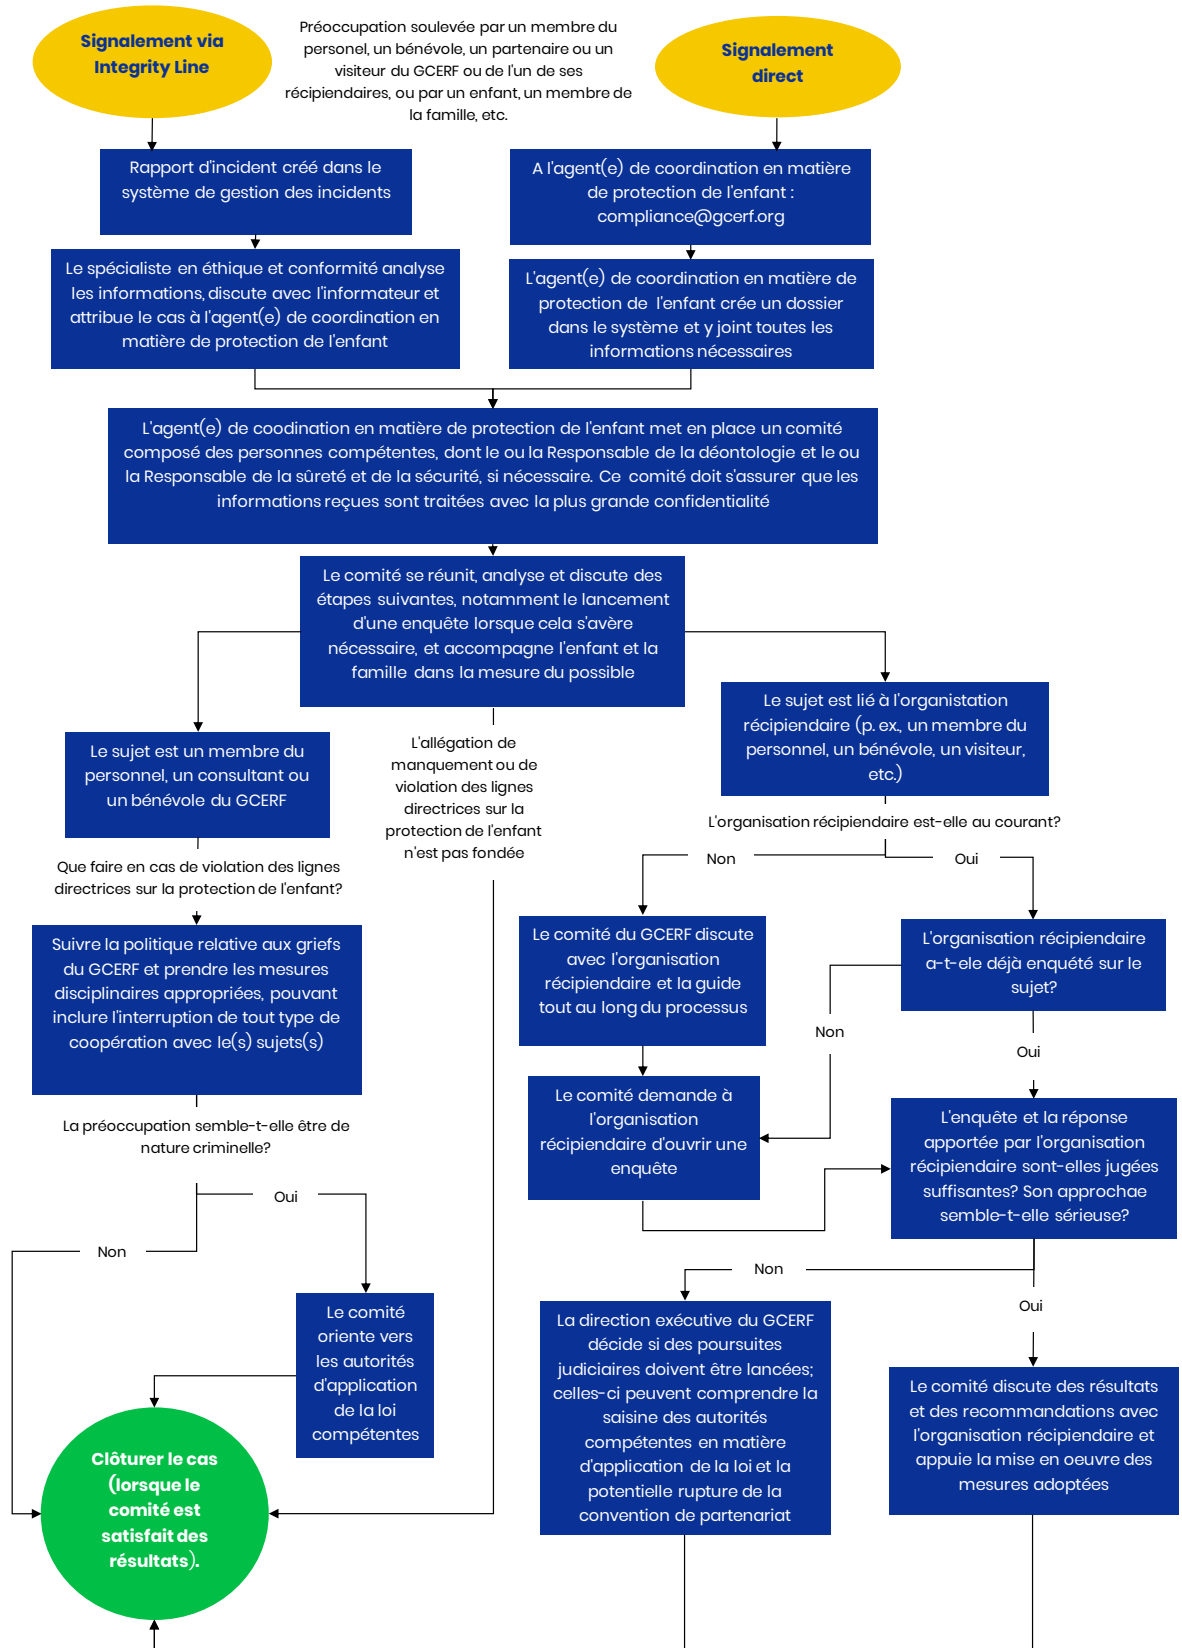 Signalement via
Integrity Line
Préoccupation soulevée par un membre du
personel, un bénévole, un partenaire ou un
visiteur du GCERF ou de l'un de ses
récipiendaires, ou par un enfant, un membre de
la famille, etc.
Signalement
direct
Rapport d'incident créé dans le
système de gestion des incidents
A l'agent(e) de coordination en matière
de protection de l'enfant :
compliance@gcerf.org
Le spécialiste en éthique et conformité analyse
les informations, discute avec l'informateur et
attribue le cas à l'agent(e) de coordination en
matière de protection de l'enfant
L'agent(e) de coordination en matière de
protection de l'enfant crée un dossier
dans le système et y joint toutes les
informations nécessaires
L'agent(e) de coodination en matière de protection de l'enfant met en place un comité
composé des personnes compétentes, dont le ou la Responsable de la déontologie et le ou
la Responsable de la sûreté et de la sécurité, si nécessaire. Ce comité doit s'assurer que les
informations reçues sont traitées avec la plus grande confidentialité
Le comité se réunit, analyse et discute des
étapes suivantes, notamment le lancement
d'une enquête lorsque cela s'avère
nécessaire, et accompagne l'enfant et la
famille dans la mesure du possible
Le sujet est un membre du
personnel, un consultant ou
un bénévole du GCERF
L'allégation de
manquement ou de
violation des lignes
directrices sur la
protection de l'enfant
n'est pas fondée
Le sujet est lié à l'organistation
récipiendaire (p. ex., un membre du
personnel, un bénévole, un visiteur,
etc.)
L'organisation récipiendaire est-elle au courant?
Non
Oui
Que faire en cas de violation des lignes
directrices sur la protection de l'enfant?
Suivre la politique relative aux griefs
du GCERF et prendre les mesures
disciplinaires appropriées, pouvant
inclure l'interruption de tout type de
coopération avec le(s) sujets(s)
Le comité du GCERF discute
avec l'organisation
récipiendaire et la guide
tout au long du processus
L'organisation récipiendaire
a-t-ele déjà enquêté sur le
sujet?
Non
Oui
La préoccupation semble-t-elle être de
nature criminelle?
Le comité demande à
l'organisation
récipiendaire d'ouvrir une
enquête
L'enquête et la réponse
apportée par l'organisation
récipiendaire sont-elles jugées
suffisantes? Son approchae
semble-t-elle sérieuse?
Oui
Non
Non
Oui
Le comité
oriente vers
les autorités
d'application
de la loi
compétentes
La direction exécutive du GCERF
décide si des poursuites
judiciaires doivent être lancées;
celles-ci peuvent comprendre la
saisine des autorités
compétentes en matière
d'application de la loi et la
potentielle rupture de la
convention de partenariat
Le comité discute des résultats
et des recommandations avec
l'organisation récipiendaire et
appuie la mise en oeuvre des
mesures adoptées
Clôturer le cas
(lorsque le
comité est
satisfait des
résultats).